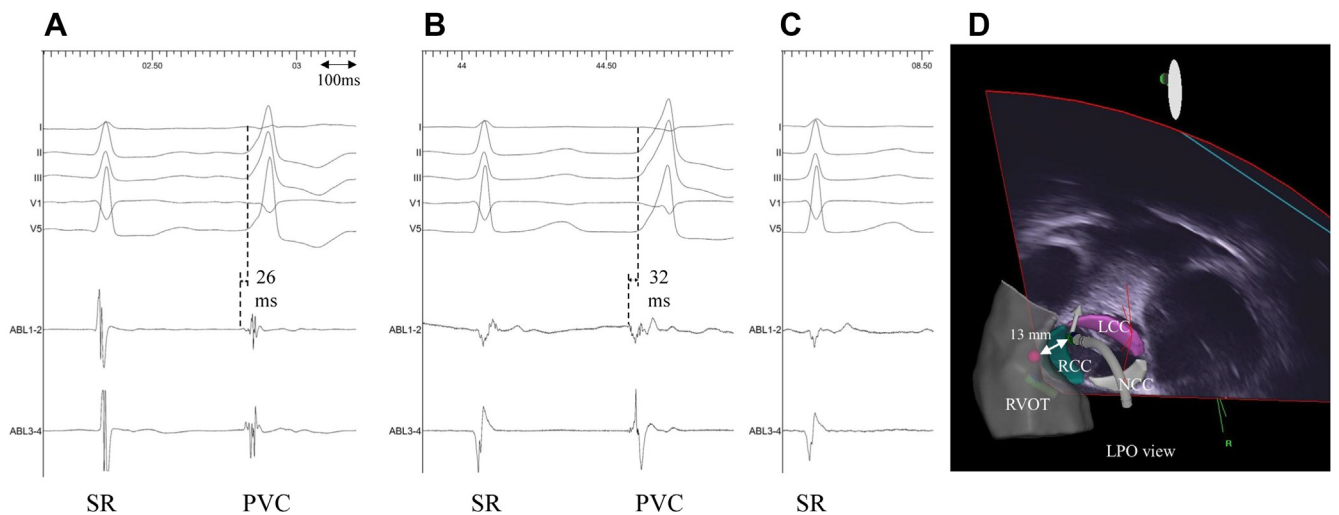 A
02.50
03
100ms
I
II
III
V1
V5
26
ms
ABL1-2
ABL3-4
SR
PVC
B
44
44.50
I
II
III
V1
V5
32
ms
ABL1-2
ABL3-4
SR
PVC
C
08.50
I
II
III
V1
V5
ABL1-2
ABL3-4
SR
D
LCC
13 mm
RCC
NCC
RVOT
R
LPO view